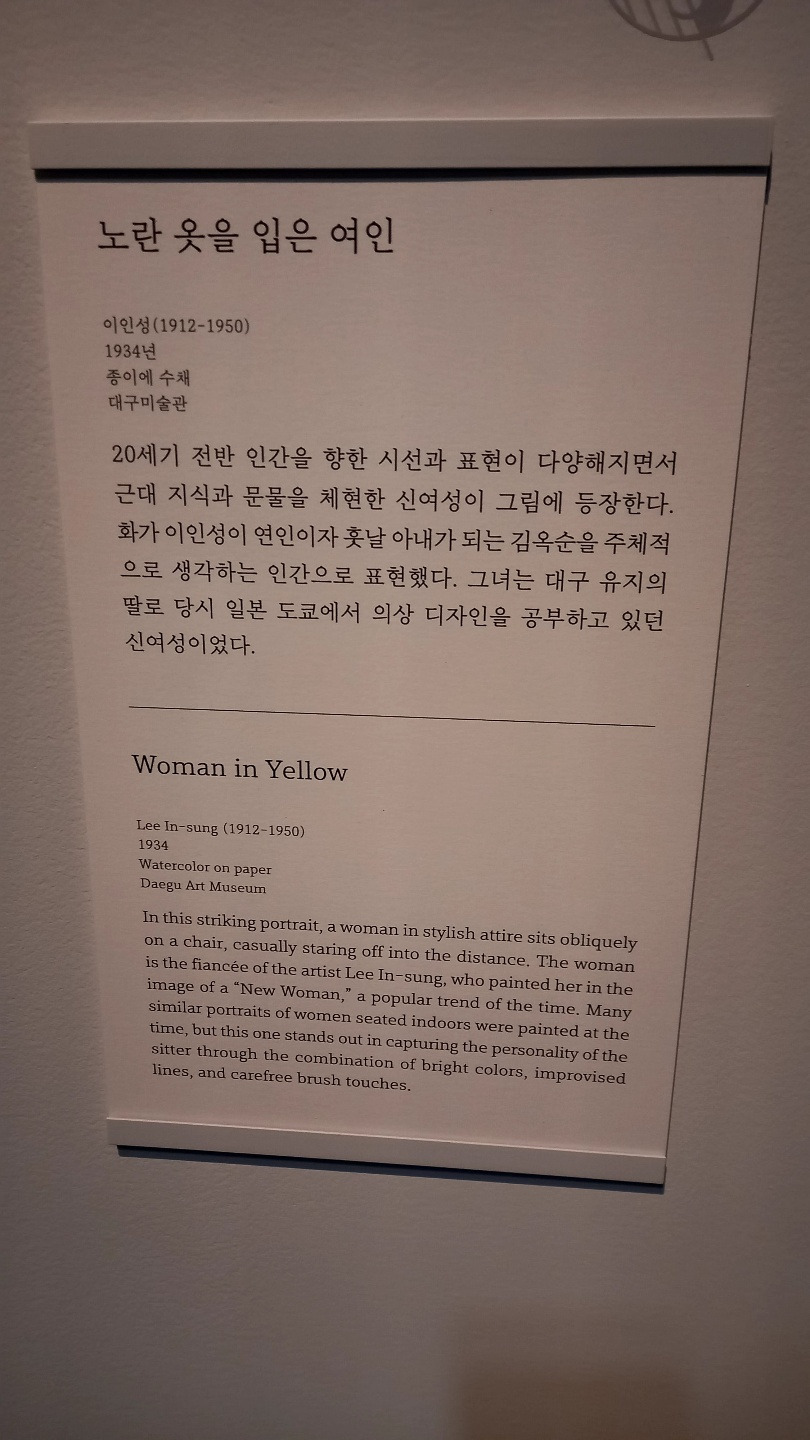 노란 옷을 입은 여인
이인성(1912-1950)
1934년
종이에 수채
대구미술관
20세기 전반 인간을 향한 시선과 표현이 다양해지면서
근대 지식과 문물을 체현한 신여성이 그림에 등장한다.
화가 이인성이 연인이자 훗날 아내가 되는 김옥순을 주체적
으로 생각하는 인간으로 표현했다. 그녀는 대구 유지의
딸로 당시 일본 도쿄에서 의상 디자인을 공부하고 있던
신여성이었다.
Woman in Yellow
Lee In-sung (1912-1950)
1934
Watercolor on paper
Daegu Art Museum
In this striking portrait, a woman in stylish attire sits obliquely
on a chair, casually staring off into the distance. The woman
is the fiancée of the artist Lee In-sung, who painted her in the
image of a “New Woman,” a popular trend of the time. Many
similar portraits of women seated indoors were painted at the
time, but this one stands out in capturing the personality of the
sitter through the combination of bright colors, improvised
lines, and carefree brush touches.